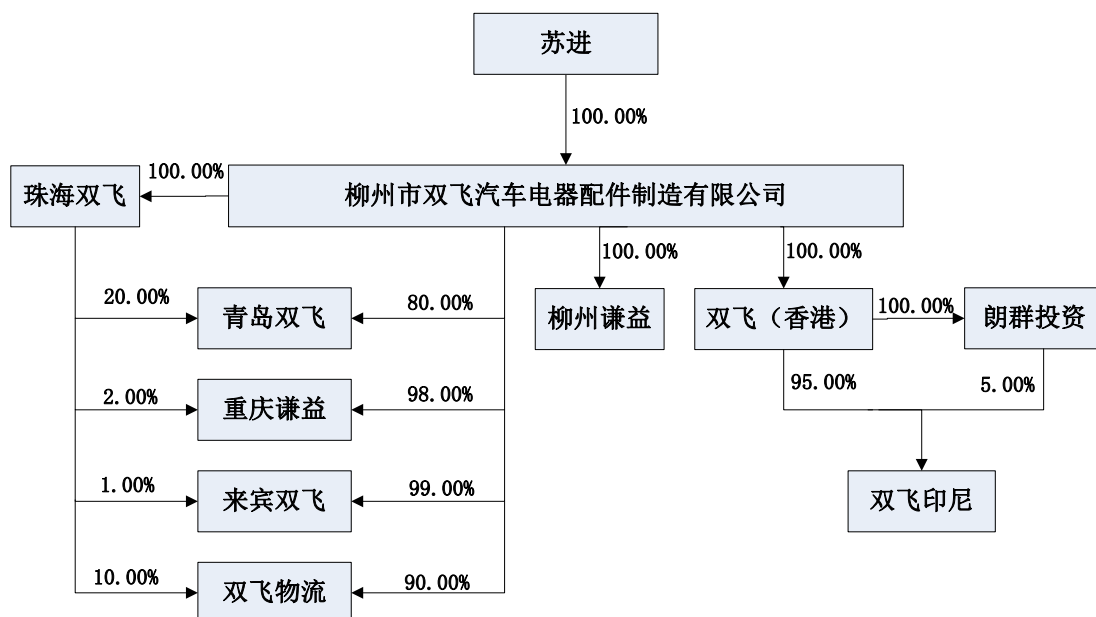 苏进
100.00%
珠海双飞
100.00%
柳州市双飞汽车电器配件制造有限公司
100.00%
100.00%
20.00%
青岛双飞
80.00%
柳州谦益
双飞（香港）
100.00%
朗群投资
2.00%
重庆谦益
98.00%
95.00%
5.00%
1.00%
来宾双飞
99.00%
双飞印尼
10.00%
双飞物流
90.00%